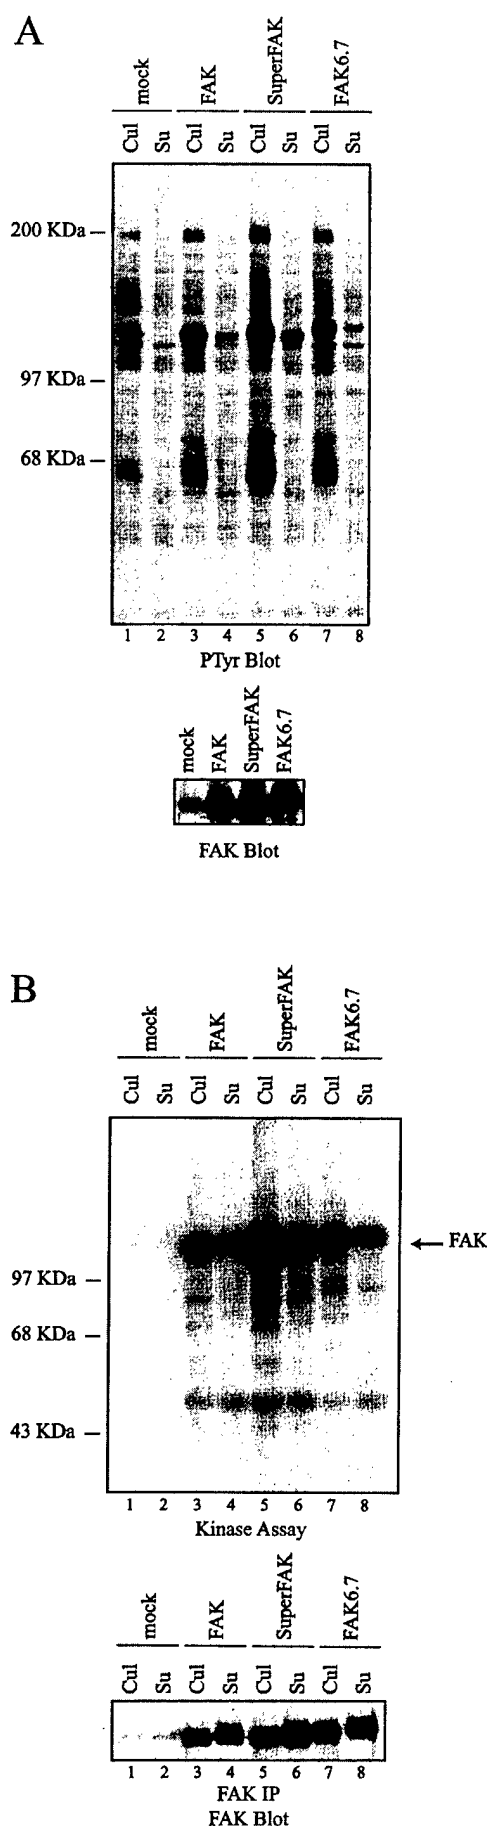 A
mock FAK SuperFAK FAK6.7
Cul Su Cul Su Cul Su Cul Su
200 KDa
97 KDa
68 KDa
1 2 3 4 5 6 7 8
PTyr Blot
mock FAK SuperFAK FAK6.7
FAK Blot
B
mock FAK SuperFAK FAK6.7
Cul Su Cul Su Cul Su Cul Su
FAK
97 KDa
68 KDa
43 KDa
1 2 3 4 5 6 7 8
Kinase Assay
mock FAK SuperFAK FAK6.7
Cul Su Cul Su Cul Su Cul Su
1 2 3 4 5 6 7 8
FAK IP
FAK Blot